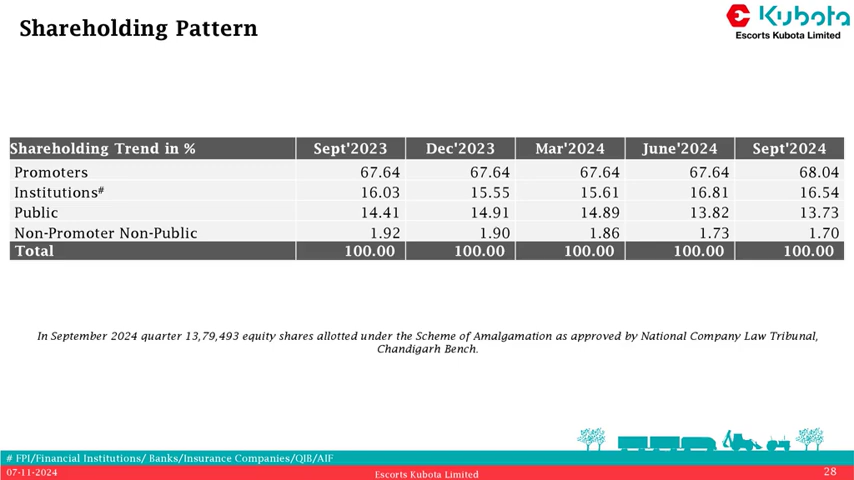 Shareholding Pattern
Kubota
Escorts Kubota Limited
Shareholding Trend in % Sept'2023 Dec'2023 Mar'2024 June'2024 Sept'2024
Promoters 67.64 67.64 67.64 67.64 68.04
Institutions# 16.03 15.55 15.61 16.81 16.54
Public 14.41 14.91 14.89 13.82 13.73
Non-Promoter Non-Public 1.92 1.90 1.86 1.73 1.70
Total 100.00 100.00 100.00 100.00 100.00
In September 2024 quarter 13,79,493 equity shares allotted under the Scheme of Amalgamation as approved by National Company Law Tribunal,
Chandigarh Bench.
# FPI/Financial Institutions/ Banks/Insurance Companies/QIB/AIF
07-11-2024 Escorts Kubota Limited 28